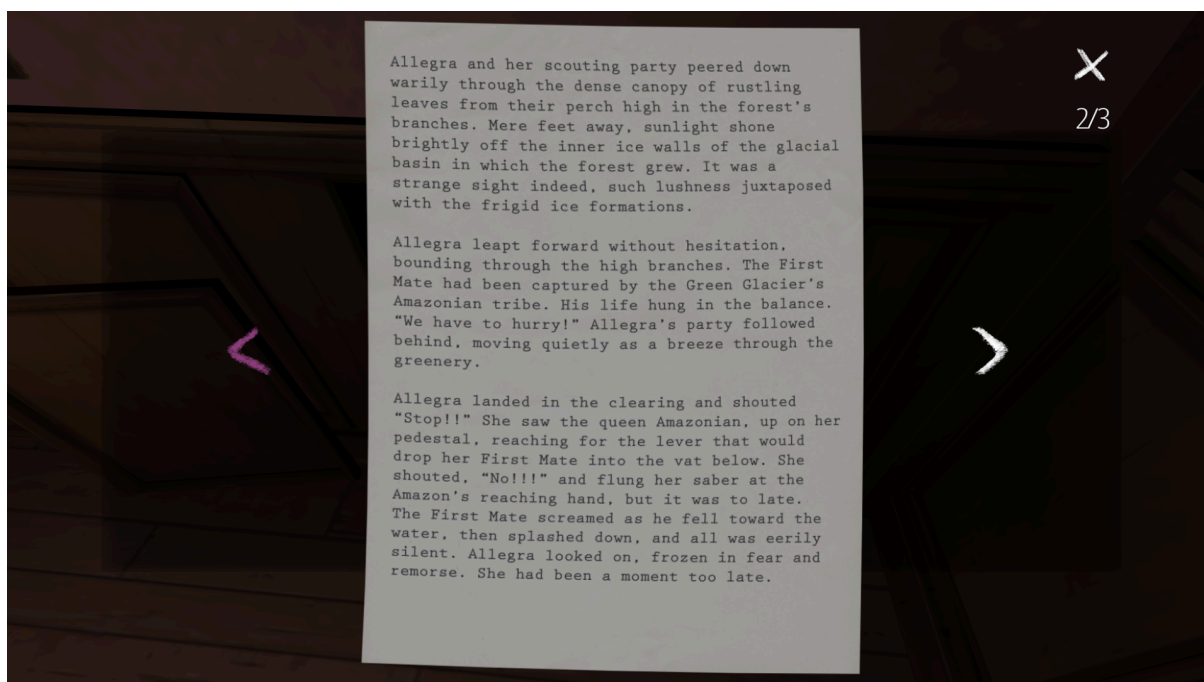 Allegra and her scouting party peered down
warily through the dense canopy of rustling
leaves from their perch high in the forest's
branches. Mere feet away, sunlight shone
brightly off the inner ice walls of the glacial
basin in which the forest grew. It was a
strange sight indeed, such lushness juxtaposed
with the frigid ice formations.
Allegra leapt forward without hesitation,
bounding through the high branches. The First
Mate had been captured by the Green Glacier's
Amazonian tribe. His life hung in the balance.
“We have to hurry!” Allegra's party followed
behind, moving quietly as a breeze through the
greenery.
Allegra landed in the clearing and shouted
“Stop!!” She saw the queen Amazonian, up on her
pedestal, reaching for the lever that would
drop her First Mate into the vat below. She
shouted, “No!!!” and flung her saber at the
Amazon's reaching hand, but it was to late.
The First Mate screamed as he fell toward the
water, then splashed down, and all was eerily
silent. Allegra looked on, frozen in fear and
remorse. She had been a moment too late.
2/3